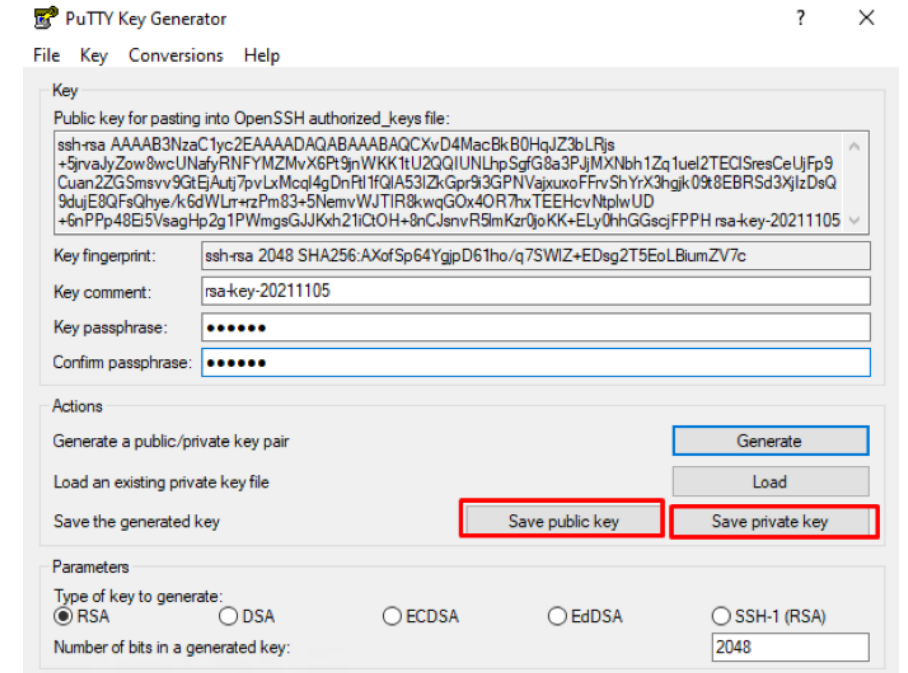 PuTTY Key Generator ? ×
File Key Conversions Help
Key
Public key for pasting into OpenSSH authorized_keys file:
ssh-rsa AAAAB3NzaC1yc2EAAAADAQABAAABAQCXvD4MacBkB0HqJZ3bLRjs
+5jrvaJyZow8wcUNafyRNFYMZMvX6Pt9jnWKK1tU2QQIUNLhpSgfG8a3PJjMXNbh1Zq1ueI2TEClSresCeUjFp9
Cuan2ZGSmsvv9GtEjAutj7pvLxMcqI4gDnFtI1fQIA53lZkGpr9i3GPNVajxuxoFFrvShYrX3hgjk09t8EBRSd3XjIzDsQ
9dujE8QFsQhye/k6dWLrr+rzPm83+5NemvWJTIR8kwqGOx4OR7hxTEEHcvNtplwUD
+6nPPp48Ei5VsagHp2g1PWmgsGJJKxh21iCtOH+8nCJsnvR5lmKzr0joKK+ELy0hhGGscjFPPH rsa-key-20211105
Key fingerprint: ssh-rsa 2048 SHA256:AXofSp64YgjpD61ho/q7SWIZ+EDsg2T5EoLBiumZV7c
Key comment: rsa-key-20211105
Key passphrase: ●●●●●●
Confirm passphrase: ●●●●●●
Actions
Generate a public/private key pair Generate
Load an existing private key file Load
Save the generated key Save public key Save private key
Parameters
Type of key to generate:
RSA DSA ECDSA EdDSA SSH-1 (RSA)
Number of bits in a generated key: 2048